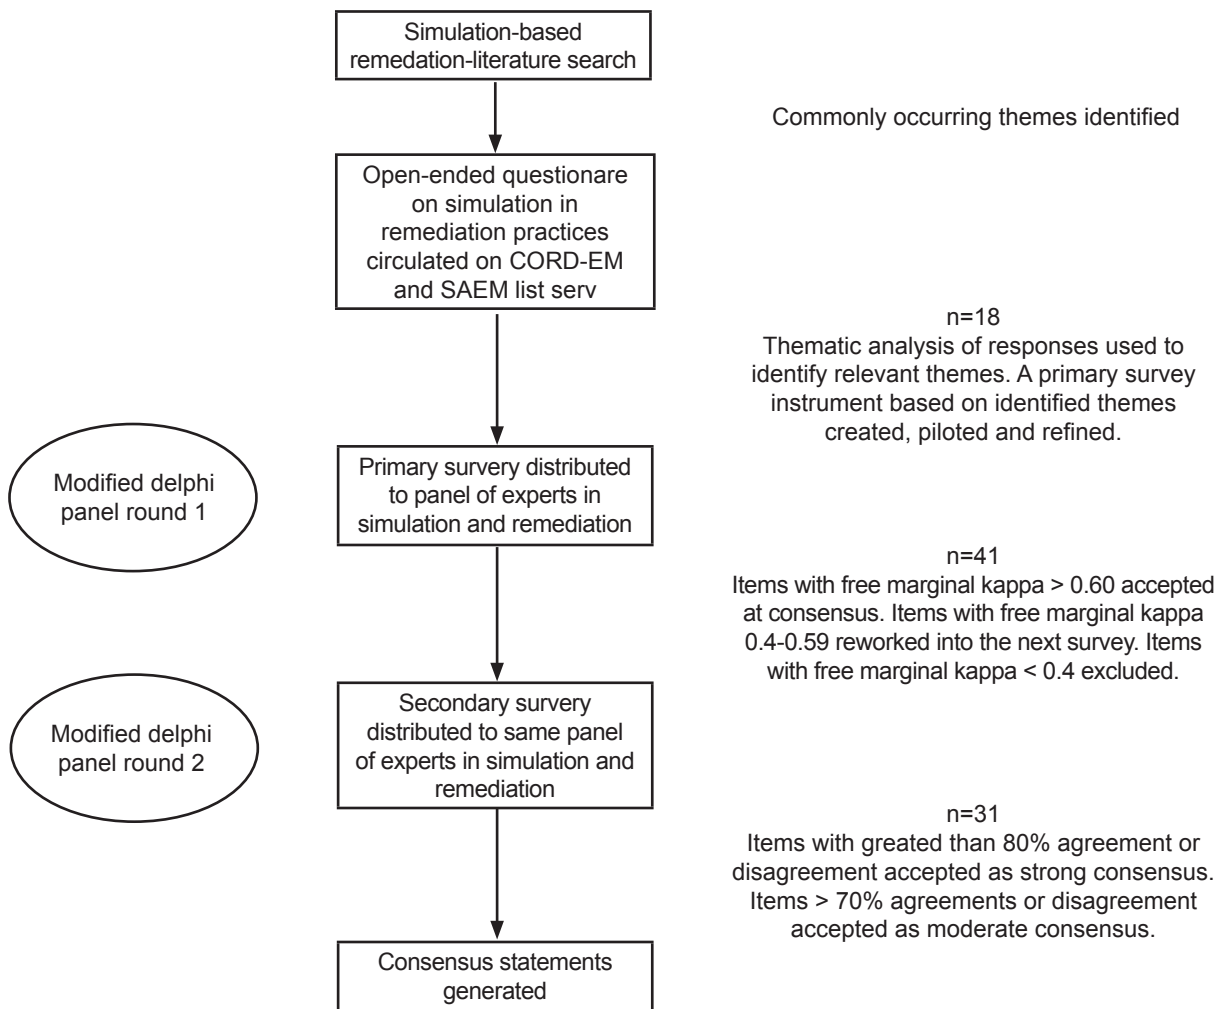 Simulation-based
remedation-literature search
Commonly occurring themes identified
Open-ended questionare
on simulation in
remediation practices
circulated on CORD-EM
and SAEM list serv
n=18
Thematic analysis of responses used to
identify relevant themes. A primary survey
instrument based on identified themes
created, piloted and refined.
Modified delphi
panel round 1
Primary survery distributed
to panel of experts in
simulation and remediation
n=41
Items with free marginal kappa > 0.60 accepted
at consensus. Items with free marginal kappa
0.4-0.59 reworked into the next survey. Items
with free marginal kappa < 0.4 excluded.
Modified delphi
panel round 2
Secondary survery
distributed to same panel
of experts in simulation and
remediation
n=31
Items with greated than 80% agreement or
disagreement accepted as strong consensus.
Items > 70% agreements or disagreement
accepted as moderate consensus.
Consensus statements
generated